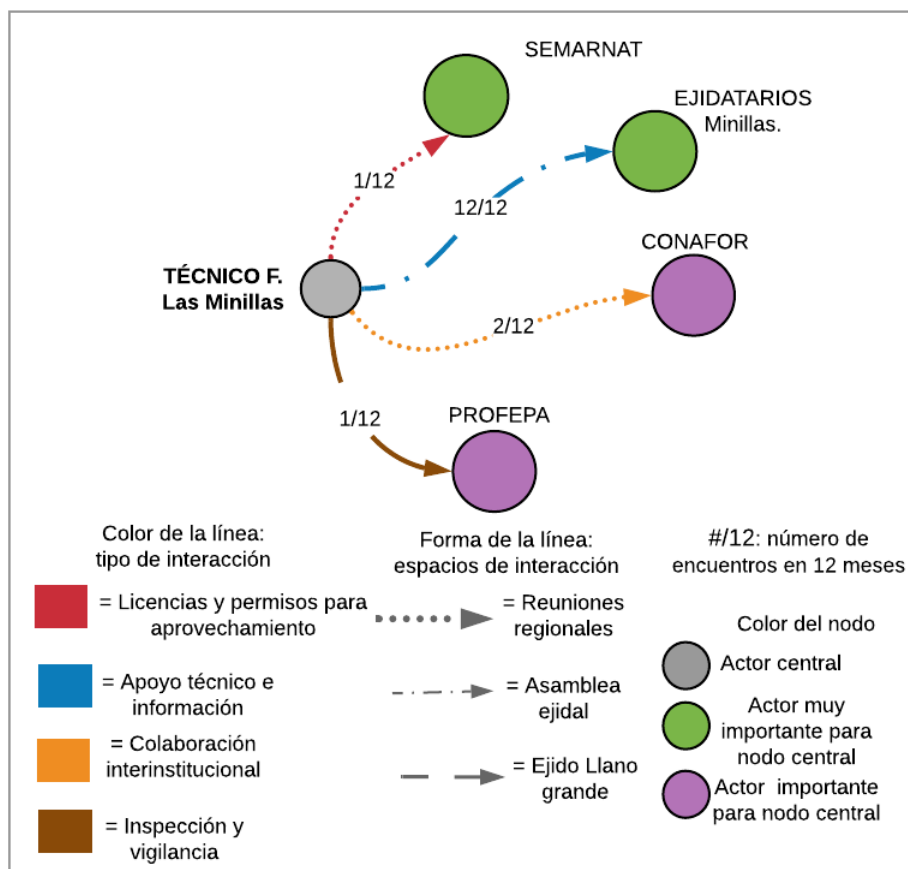 SEMARNAT
EJIDATARIOS
Minillas.
1/12
12/12
CONAFOR
TÉCNICO F.
Las Minillas
2/12
1/12
PROFEPA
Color de la línea:
tipo de interacción
= Licencias y permisos para
aprovechamiento
= Apoyo técnico e
información
= Colaboración
interinstitucional
= Inspección y
vigilancia
Forma de la línea:
espacios de interacción
= Reuniones
regionales
= Asamblea
ejidal
= Ejido Llano
grande
#/12: número de
encuentros en 12 meses
Color del nodo
Actor central
Actor muy
importante para
nodo central
Actor importante
para nodo central